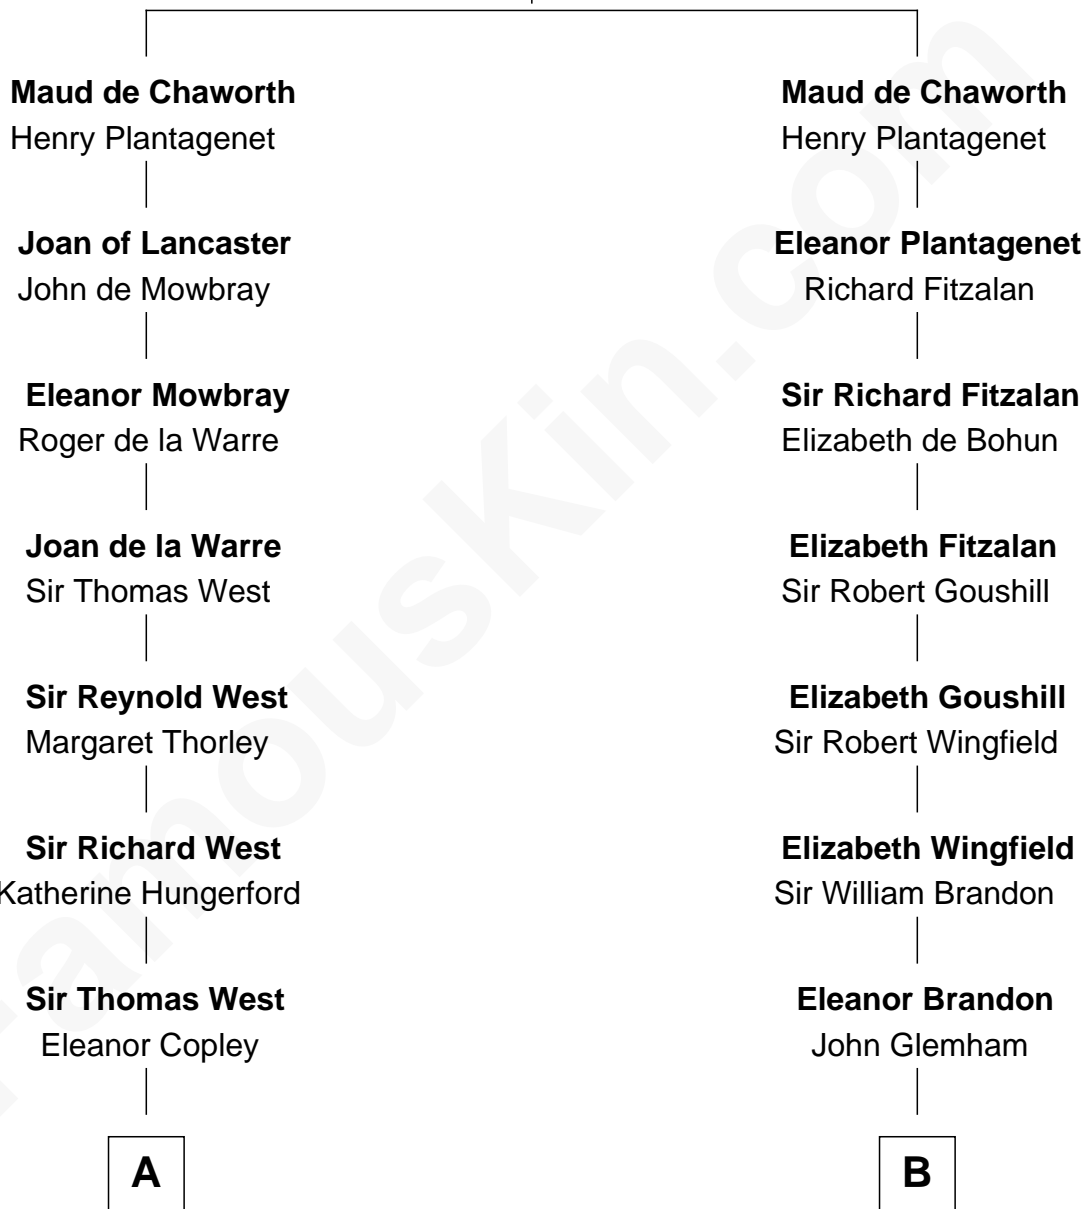 Maud de Chaworth
Henry Plantagenet
Joan of Lancaster
John de Mowbray
Eleanor Mowbray
Roger de la Warre
Joan de la Warre
Sir Thomas West
Sir Reynold West
Margaret Thorley
Sir Richard West
Katherine Hungerford
Sir Thomas West
Eleanor Copley
A
Maud de Chaworth
Henry Plantagenet
Eleanor Plantagenet
Richard Fitzalan
Sir Richard Fitzalan
Elizabeth de Bohun
Elizabeth Fitzalan
Sir Robert Goushill
Elizabeth Goushill
Sir Robert Wingfield
Elizabeth Wingfield
Sir William Brandon
Eleanor Brandon
John Glemham
B
FamousKin.com